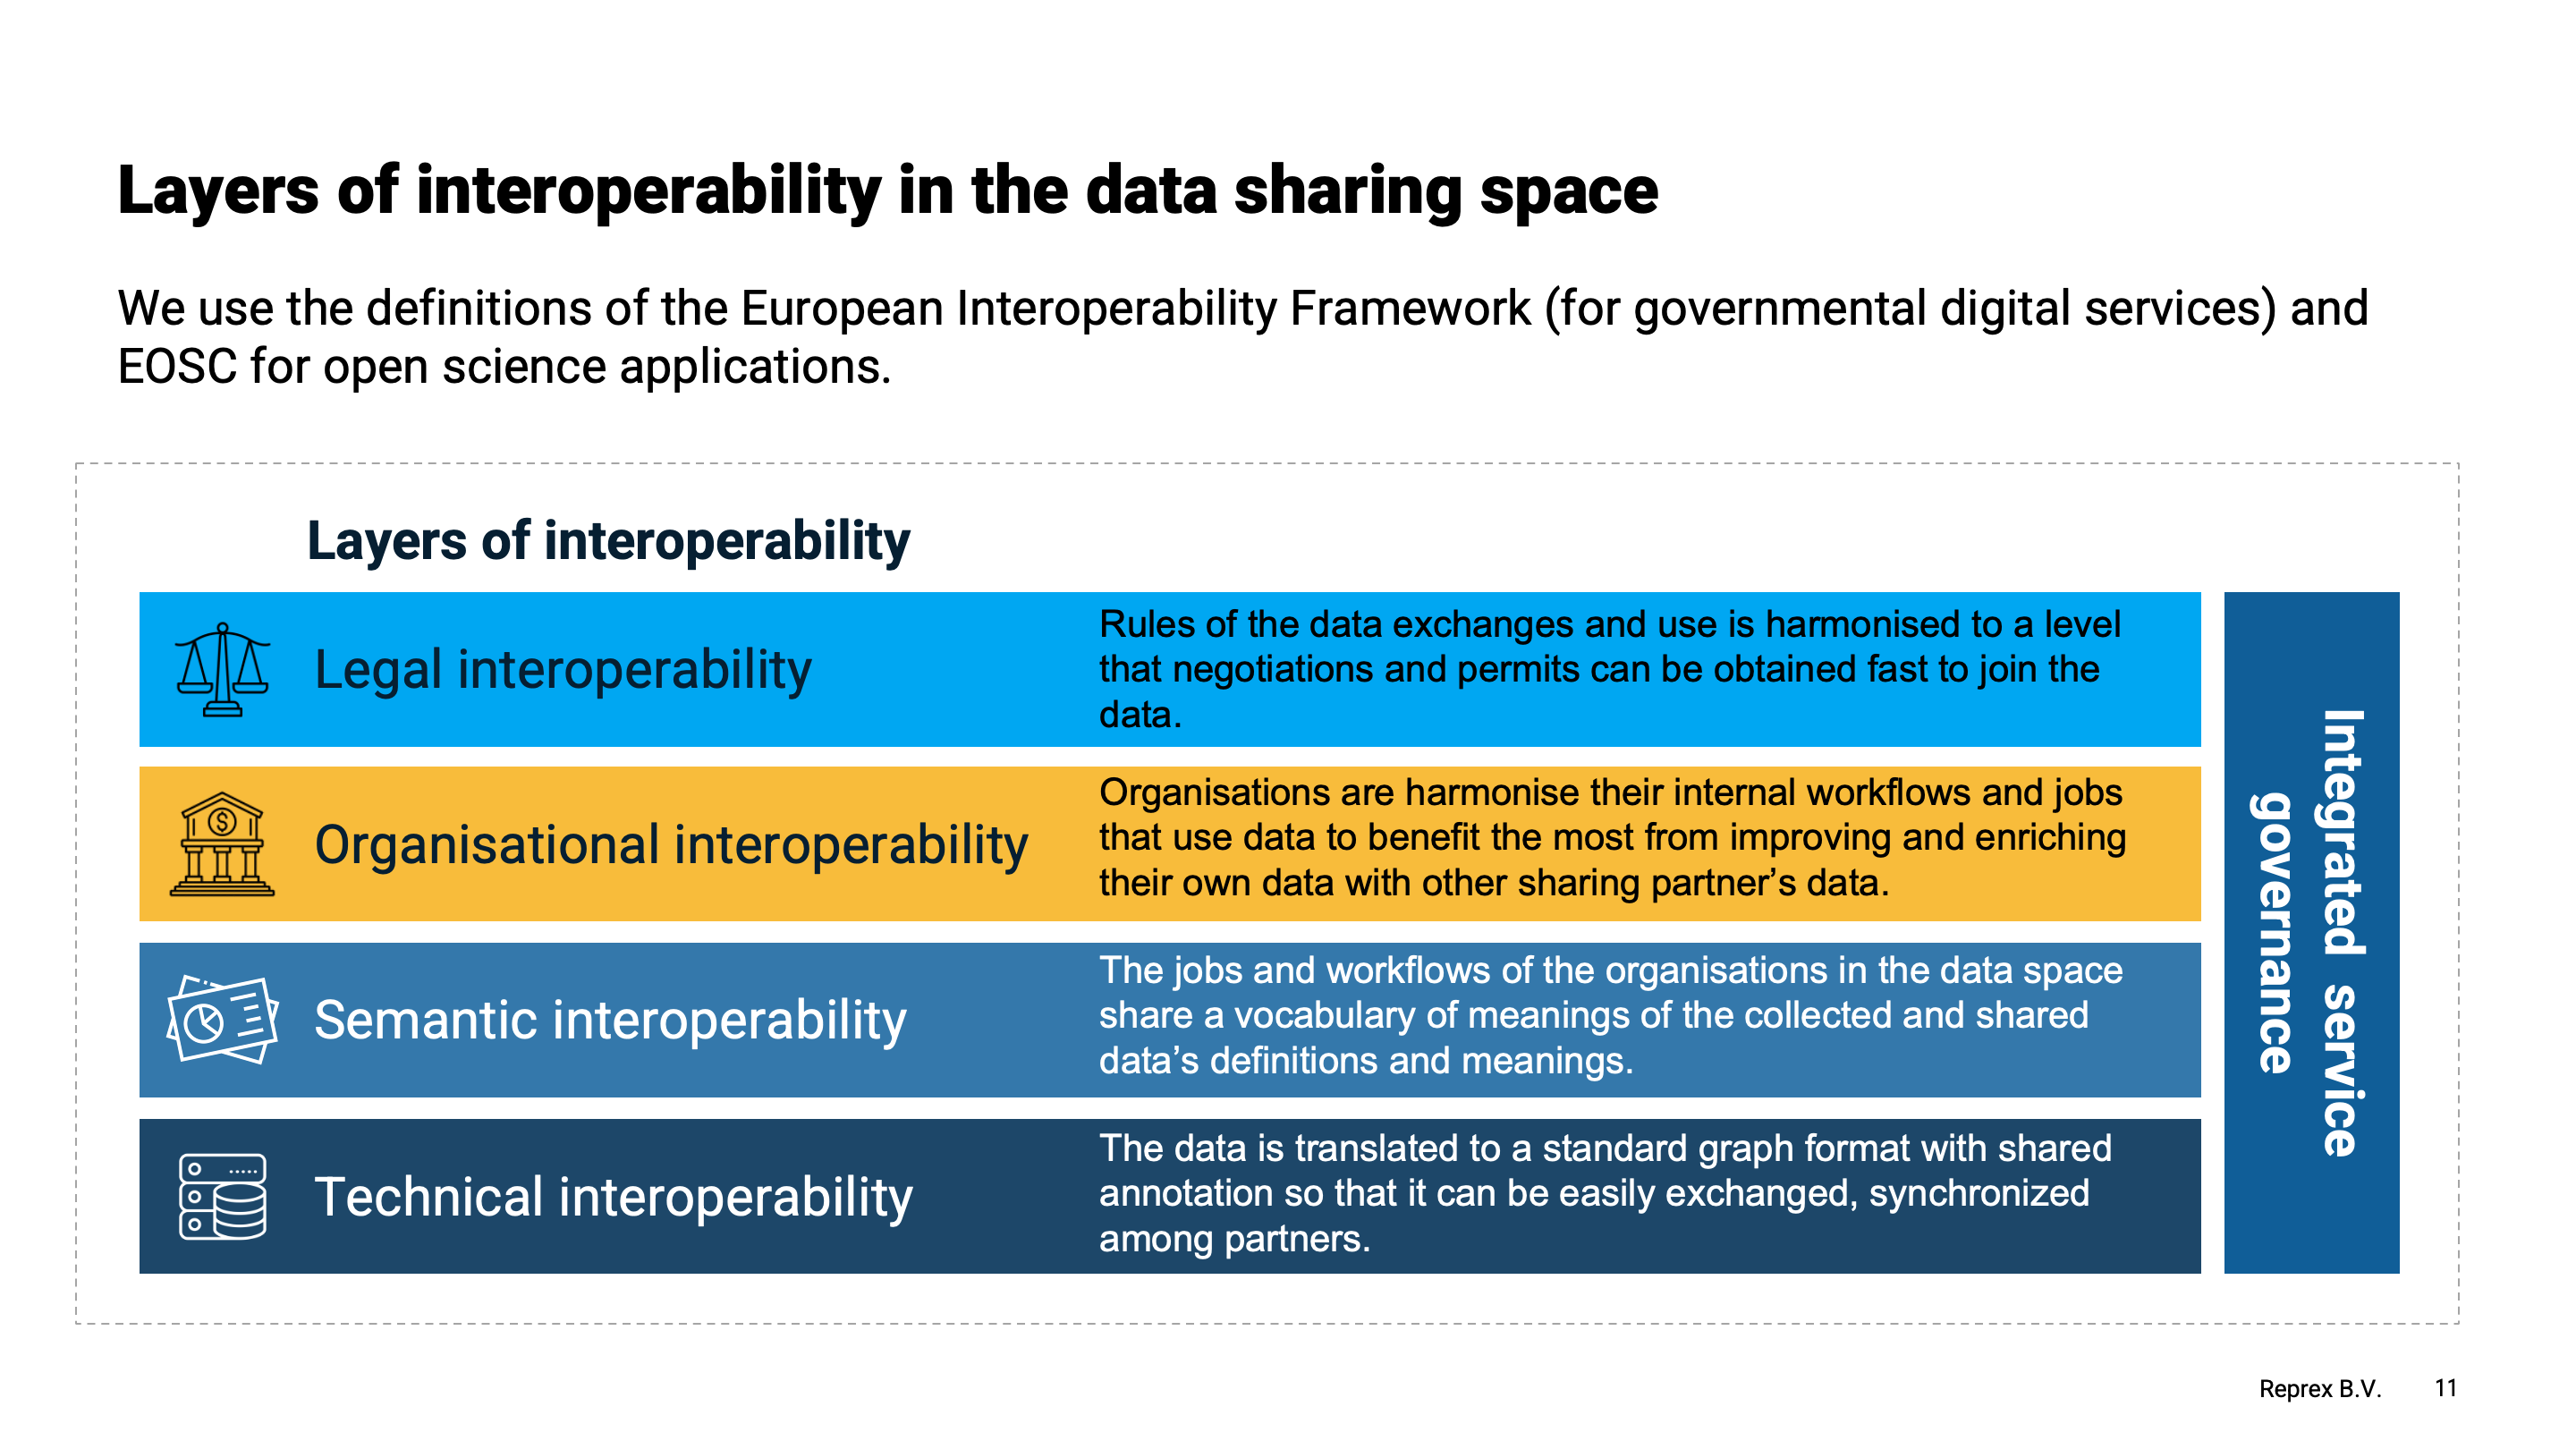 Layers of interoperability in the data sharing space
We use the definitions of the European Interoperability Framework (for governmental digital services) and
EOSC for open science applications.
Layers of interoperability
Legal interoperability
Rules of the data exchanges and use is harmonised to a level
that negotiations and permits can be obtained fast to join the
data.
Organisational interoperability
Organisations are harmonise their internal workflows and jobs
that use data to benefit the most from improving and enriching
their own data with other sharing partner’s data.
Semantic interoperability
The jobs and workflows of the organisations in the data space
share a vocabulary of meanings of the collected and shared
data’s definitions and meanings.
Technical interoperability
The data is translated to a standard graph format with shared
annotation so that it can be easily exchanged, synchronized
among partners.
Integrated service
governance
Reprex B.V. 11